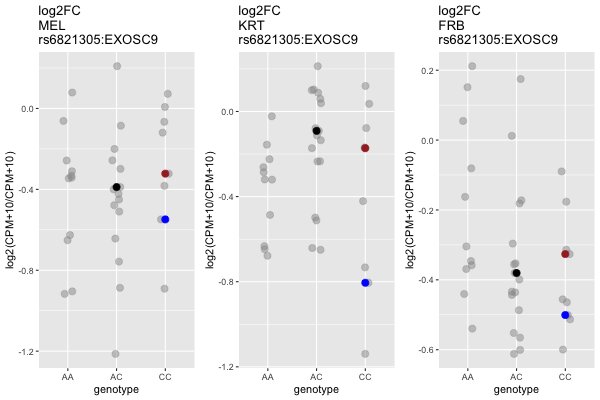 log2FC
MEL
rs6821305:EXOSC9
log2(CPM+10/CPM+10)
0.0
-0.4
-0.8
-1.2
AA AC CC
genotype
log2FC
KRT
rs6821305:EXOSC9
log2(CPM+10/CPM+10)
0.0
-0.4
-0.8
-1.2
AA AC CC
genotype
log2FC
FRB
rs6821305:EXOSC9
log2(CPM+10/CPM+10)
0.2
0.0
-0.2
-0.4
-0.6
AA AC CC
genotype